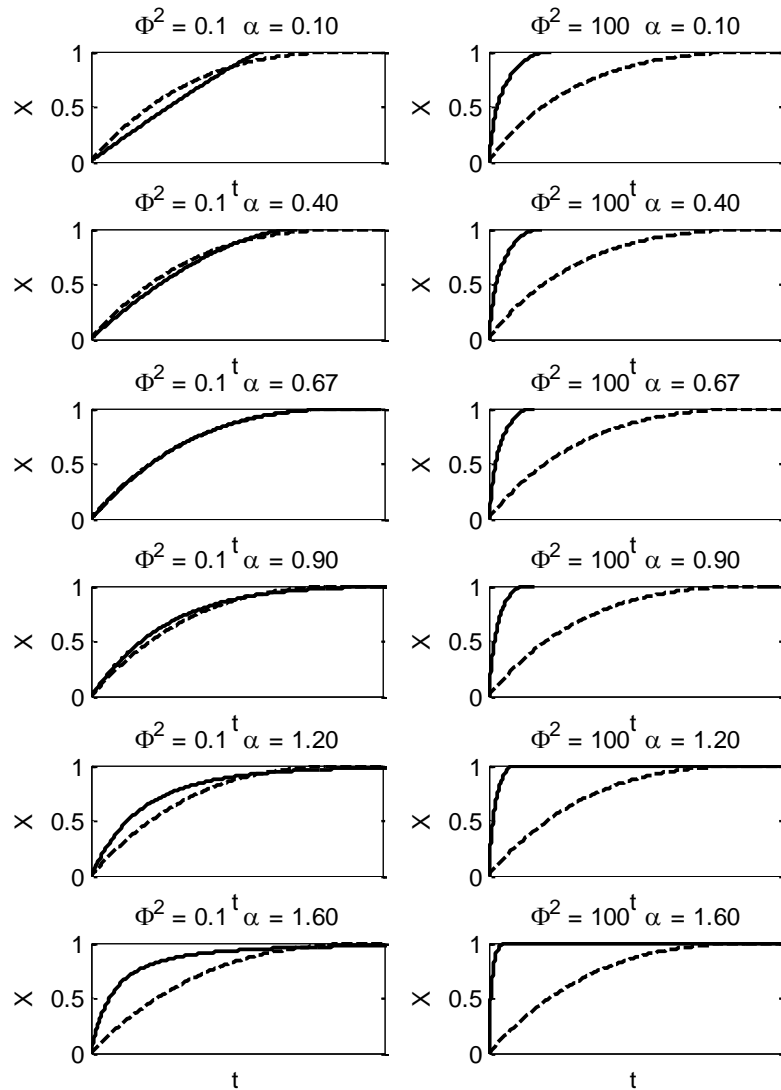 Φ² = 0.1 α = 0.10
1
0.5
0
X
t
Φ² = 100 α = 0.10
1
0.5
0
X
t
Φ² = 0.1 α = 0.40
1
0.5
0
X
t
Φ² = 100 α = 0.40
1
0.5
0
X
t
Φ² = 0.1 α = 0.67
1
0.5
0
X
t
Φ² = 100 α = 0.67
1
0.5
0
X
t
Φ² = 0.1 α = 0.90
1
0.5
0
X
t
Φ² = 100 α = 0.90
1
0.5
0
X
t
Φ² = 0.1 α = 1.20
1
0.5
0
X
t
Φ² = 100 α = 1.20
1
0.5
0
X
t
Φ² = 0.1 α = 1.60
1
0.5
0
X
t
Φ² = 100 α = 1.60
1
0.5
0
X
t